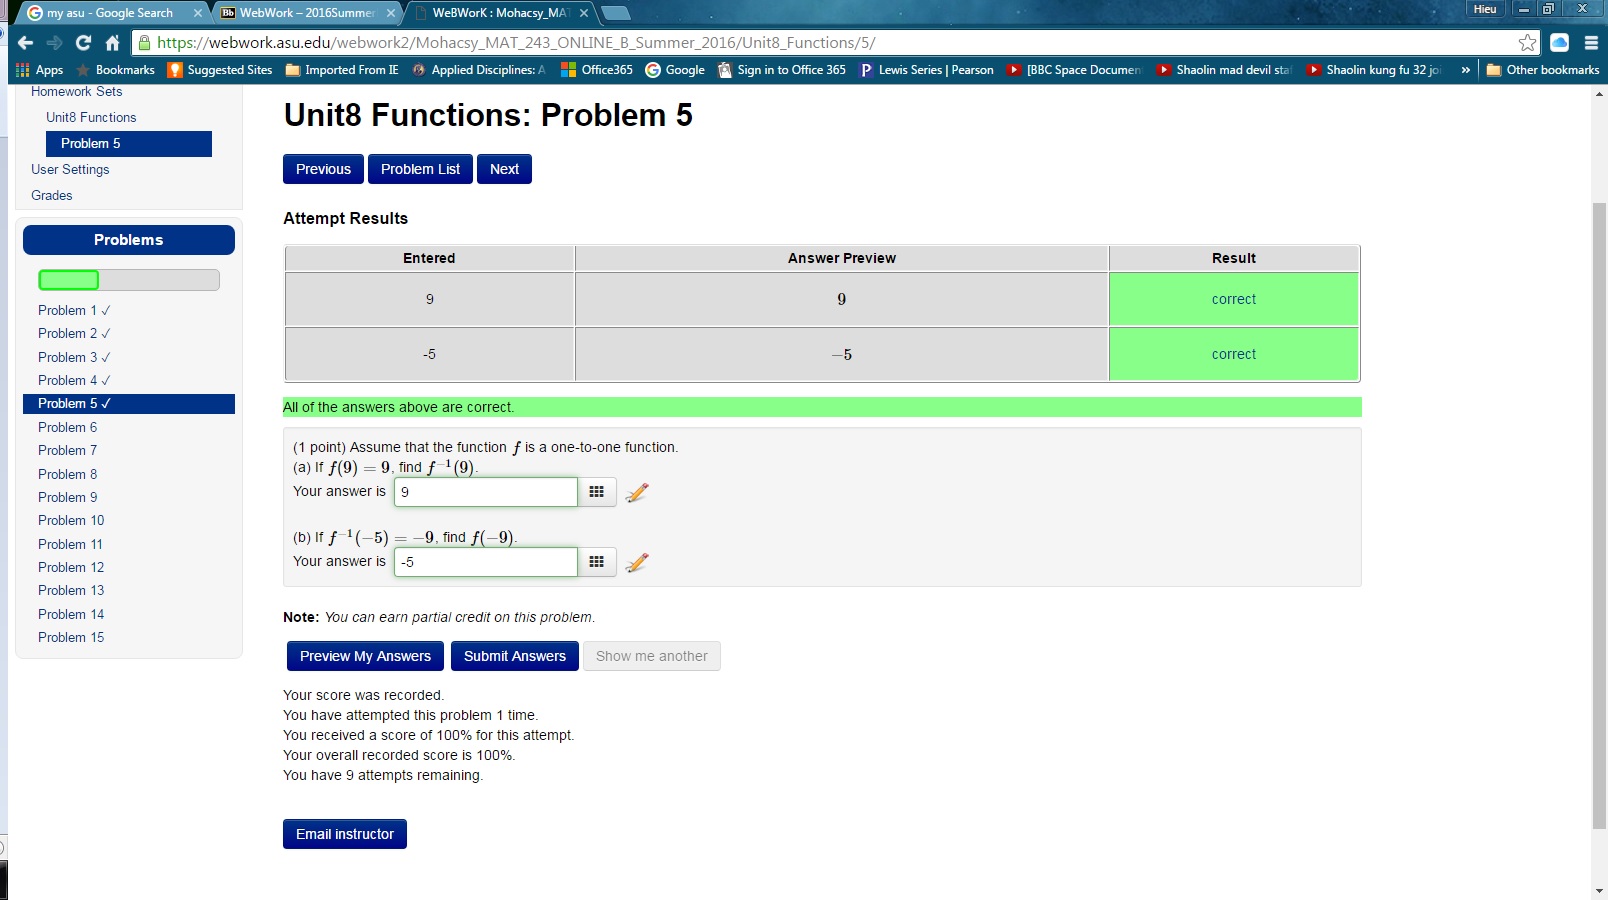 my asu - Google Search
WebWork – 2016Summer
WeBWorK : Mohacsy_MA
Hieu
https://webwork.asu.edu/webwork2/Mohacsy_MAT_243_ONLINE_B_Summer_2016/Unit8_Functions/5/
Apps Bookmarks Suggested Sites Imported From IE Applied Disciplines: A Office365 Google Sign in to Office 365 Lewis Series | Pearson [BBC Space Documen Shaolin mad devil sta Shaolin kung fu 32 joi » Other bookmarks
Homework Sets
Unit8 Functions
Problem 5
User Settings
Grades
Problems
Problem 1 ✓
Problem 2 ✓
Problem 3 ✓
Problem 4 ✓
Problem 5 ✓
Problem 6
Problem 7
Problem 8
Problem 9
Problem 10
Problem 11
Problem 12
Problem 13
Problem 14
Problem 15
Unit8 Functions: Problem 5
Previous Problem List Next
Attempt Results
Entered Answer Preview Result
9 9 correct
-5 −5 correct
All of the answers above are correct.
(1 point) Assume that the function f is a one-to-one function.
(a) If f(9) = 9, find f⁻¹(9).
Your answer is 9
(b) If f⁻¹(−5) = −9, find f(−9).
Your answer is -5
Note: You can earn partial credit on this problem.
Preview My Answers Submit Answers Show me another
Your score was recorded.
You have attempted this problem 1 time.
You received a score of 100% for this attempt.
Your overall recorded score is 100%.
You have 9 attempts remaining.
Email instructor